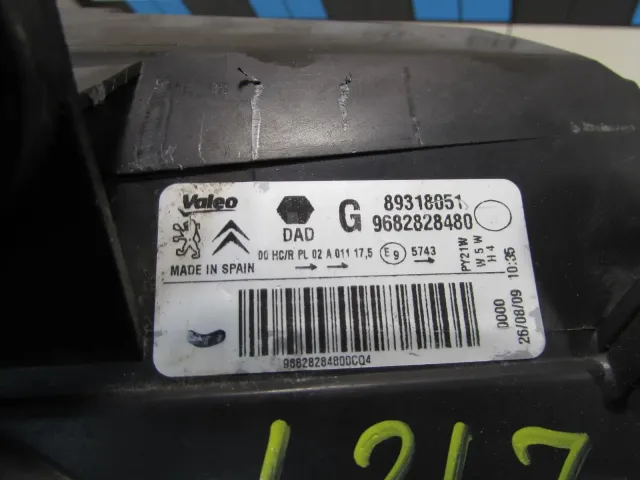 Valeo
DAD
G
89318051
9682828480
00 HC/R PL 02 A 011 17,5
E9
5743
MADE IN SPAIN
PY21W
W5W
H4
0000
26/08/09 10:35
96828284800CQ4
1217